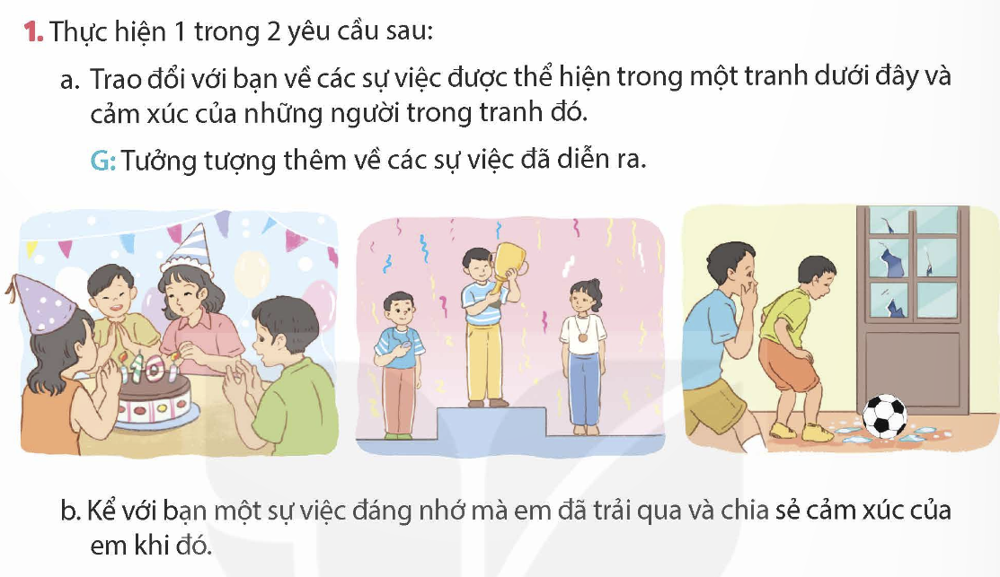 1. Thực hiện 1 trong 2 yêu cầu sau:
a. Trao đổi với bạn về các sự việc được thể hiện trong một tranh dưới đây và
cảm xúc của những người trong tranh đó.
G: Tưởng tượng thêm về các sự việc đã diễn ra.
10
b. Kể với bạn một sự việc đáng nhớ mà em đã trải qua và chia sẻ cảm xúc của
em khi đó.